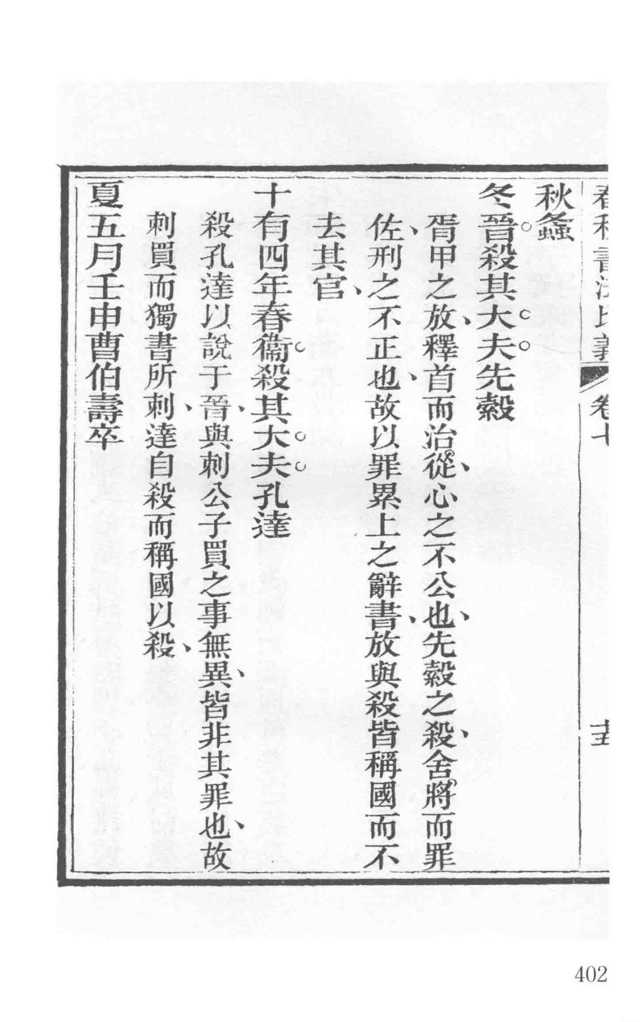 春秋書法比義
卷七
十五
秋螽
冬晉殺其大夫先縠
胥甲之放釋首而治從心之不公也先縠之殺舍將而罪
佐刑之不正也故以罪累上之辭書放與殺皆稱國而不
去其官
十有四年春衞殺其大夫孔達
殺孔達以說于晉與刺公子買之事無異皆非其罪也故
刺買而獨書所刺達自殺而稱國以殺
夏五月壬申曹伯壽卒
402